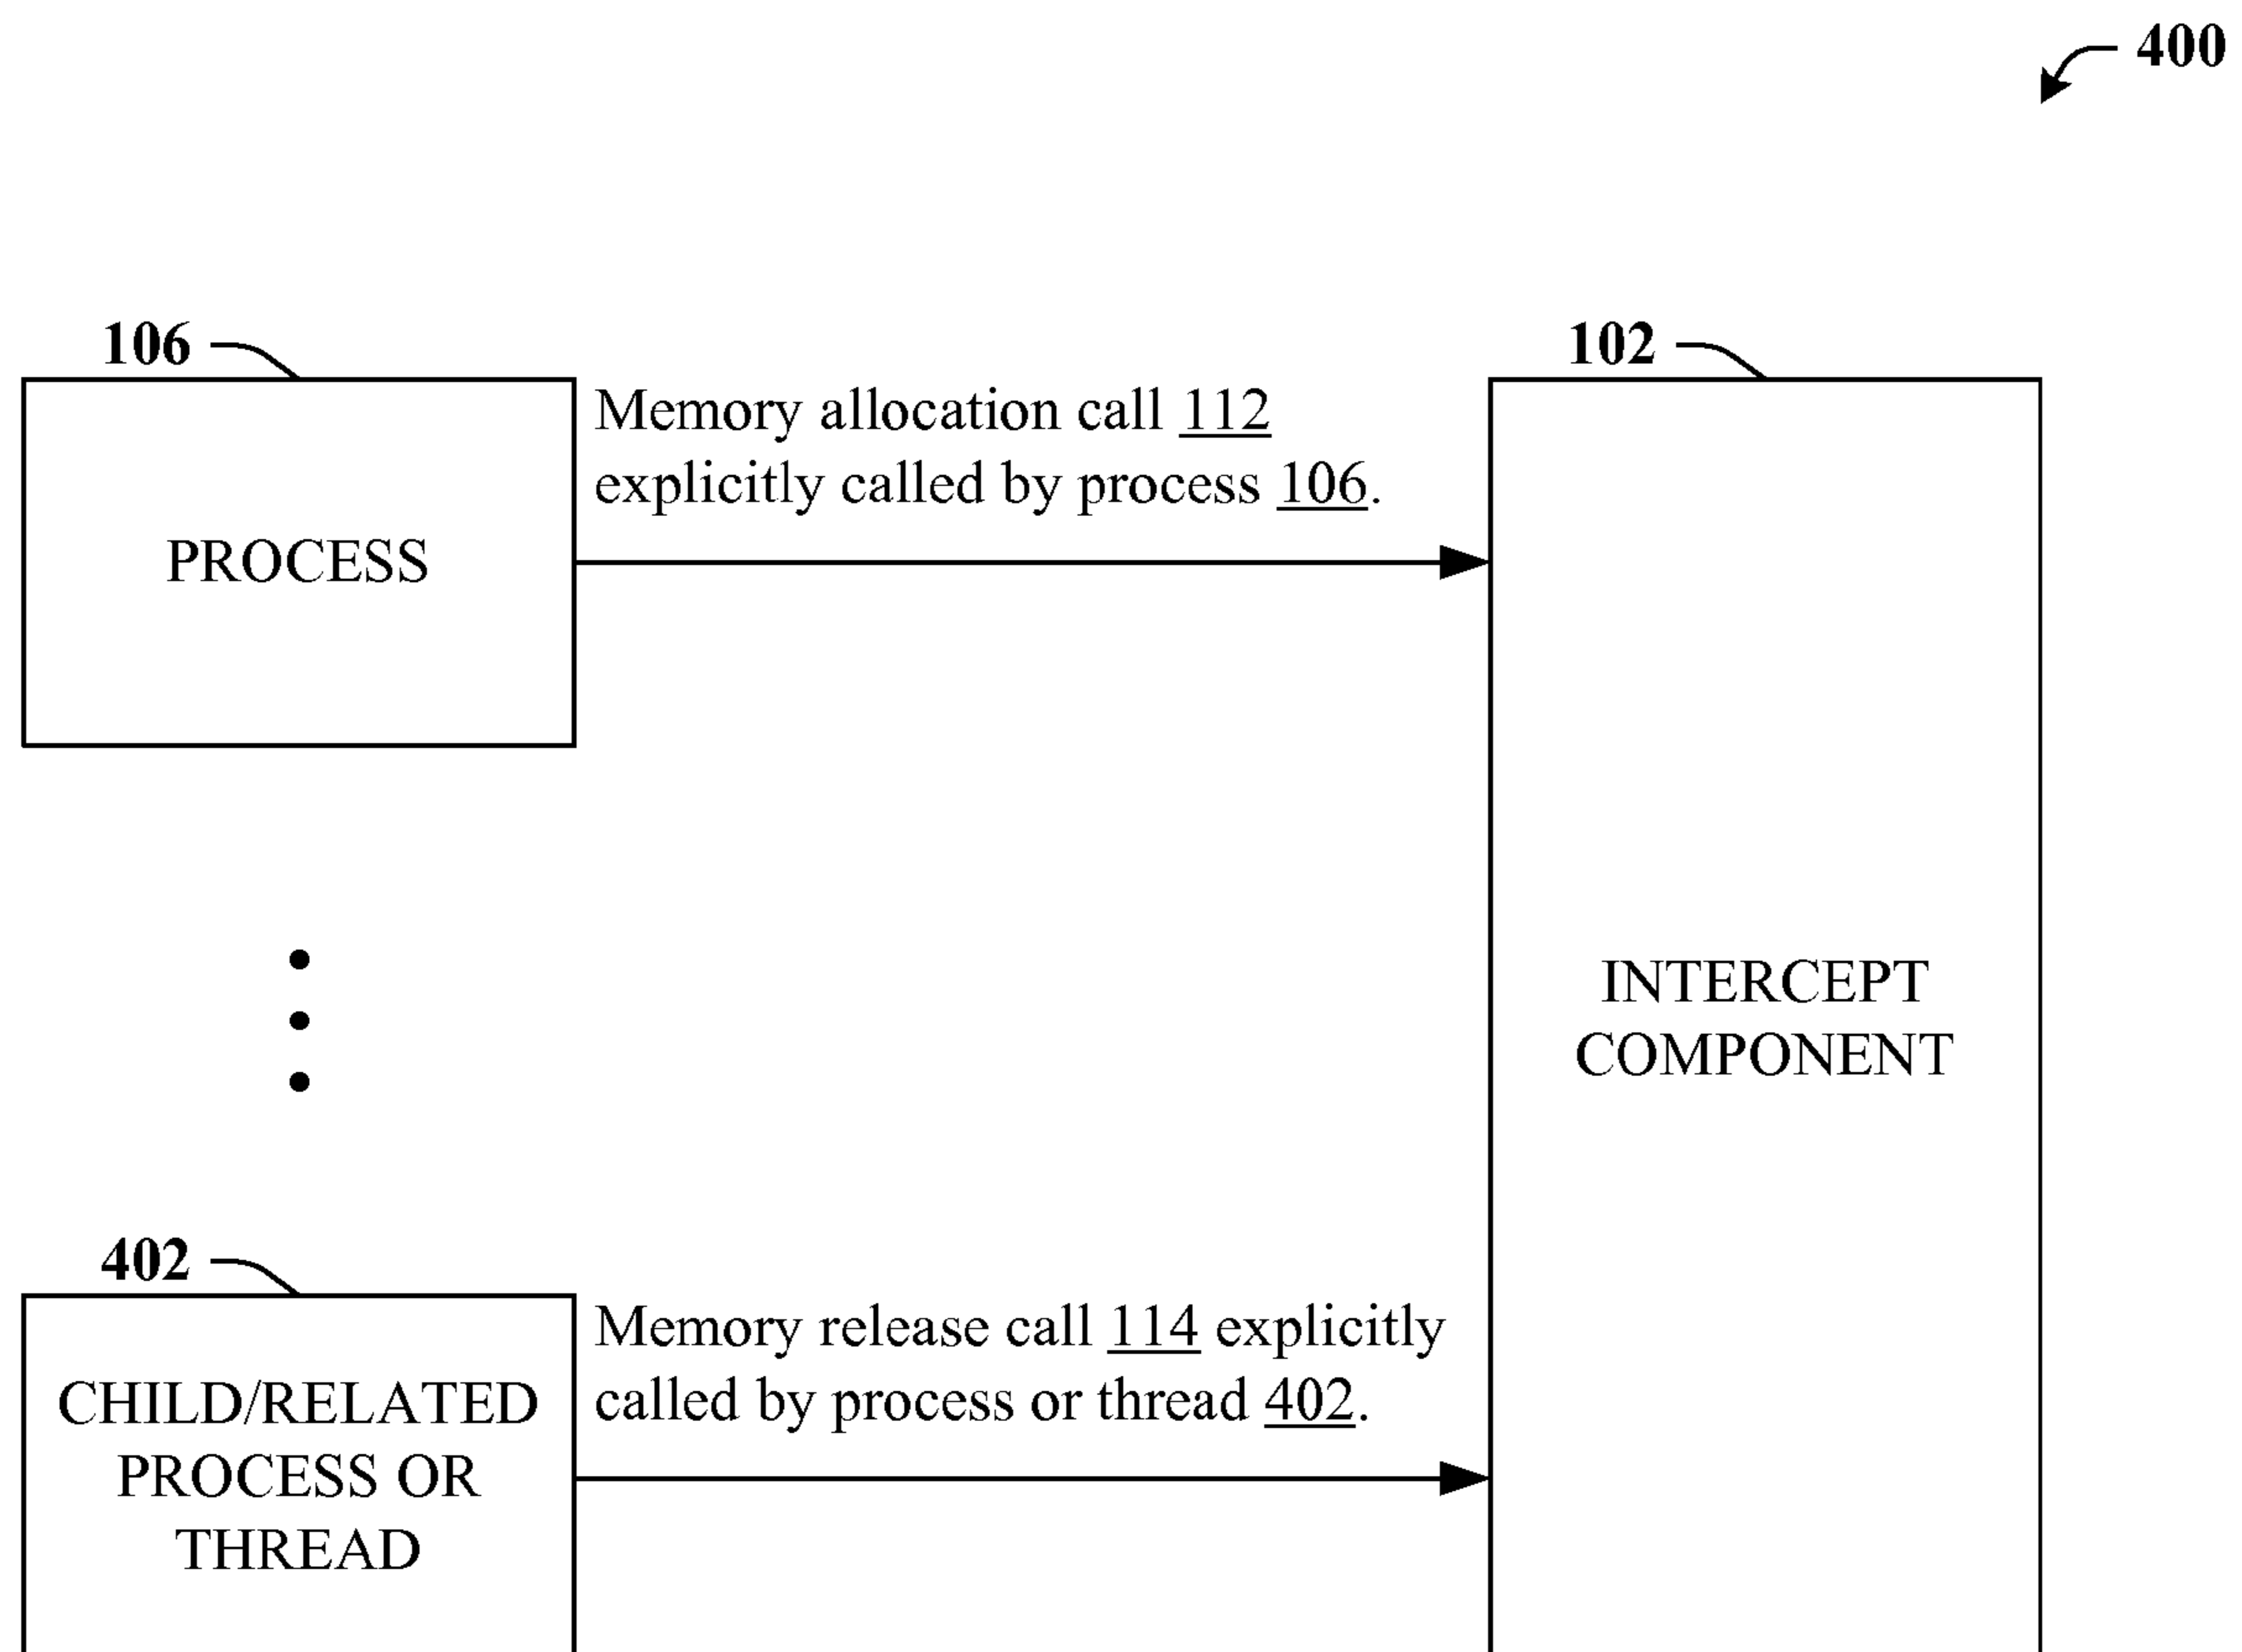 400
106
102
Memory allocation call 112
explicitly called by process 106.
PROCESS
INTERCEPT
COMPONENT
402
Memory release call 114 explicitly
called by process or thread 402.
CHILD/RELATED
PROCESS OR
THREAD